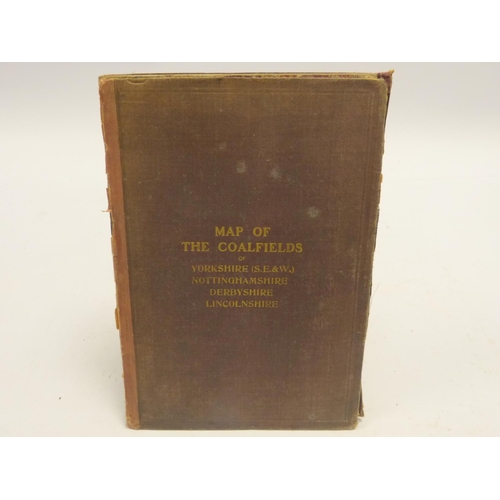 MAP OF
THE COALFIELDS
OF
YORKSHIRE (S.E.&W.)
NOTTINGHAMSHIRE
DERBYSHIRE
LINCOLNSHIRE